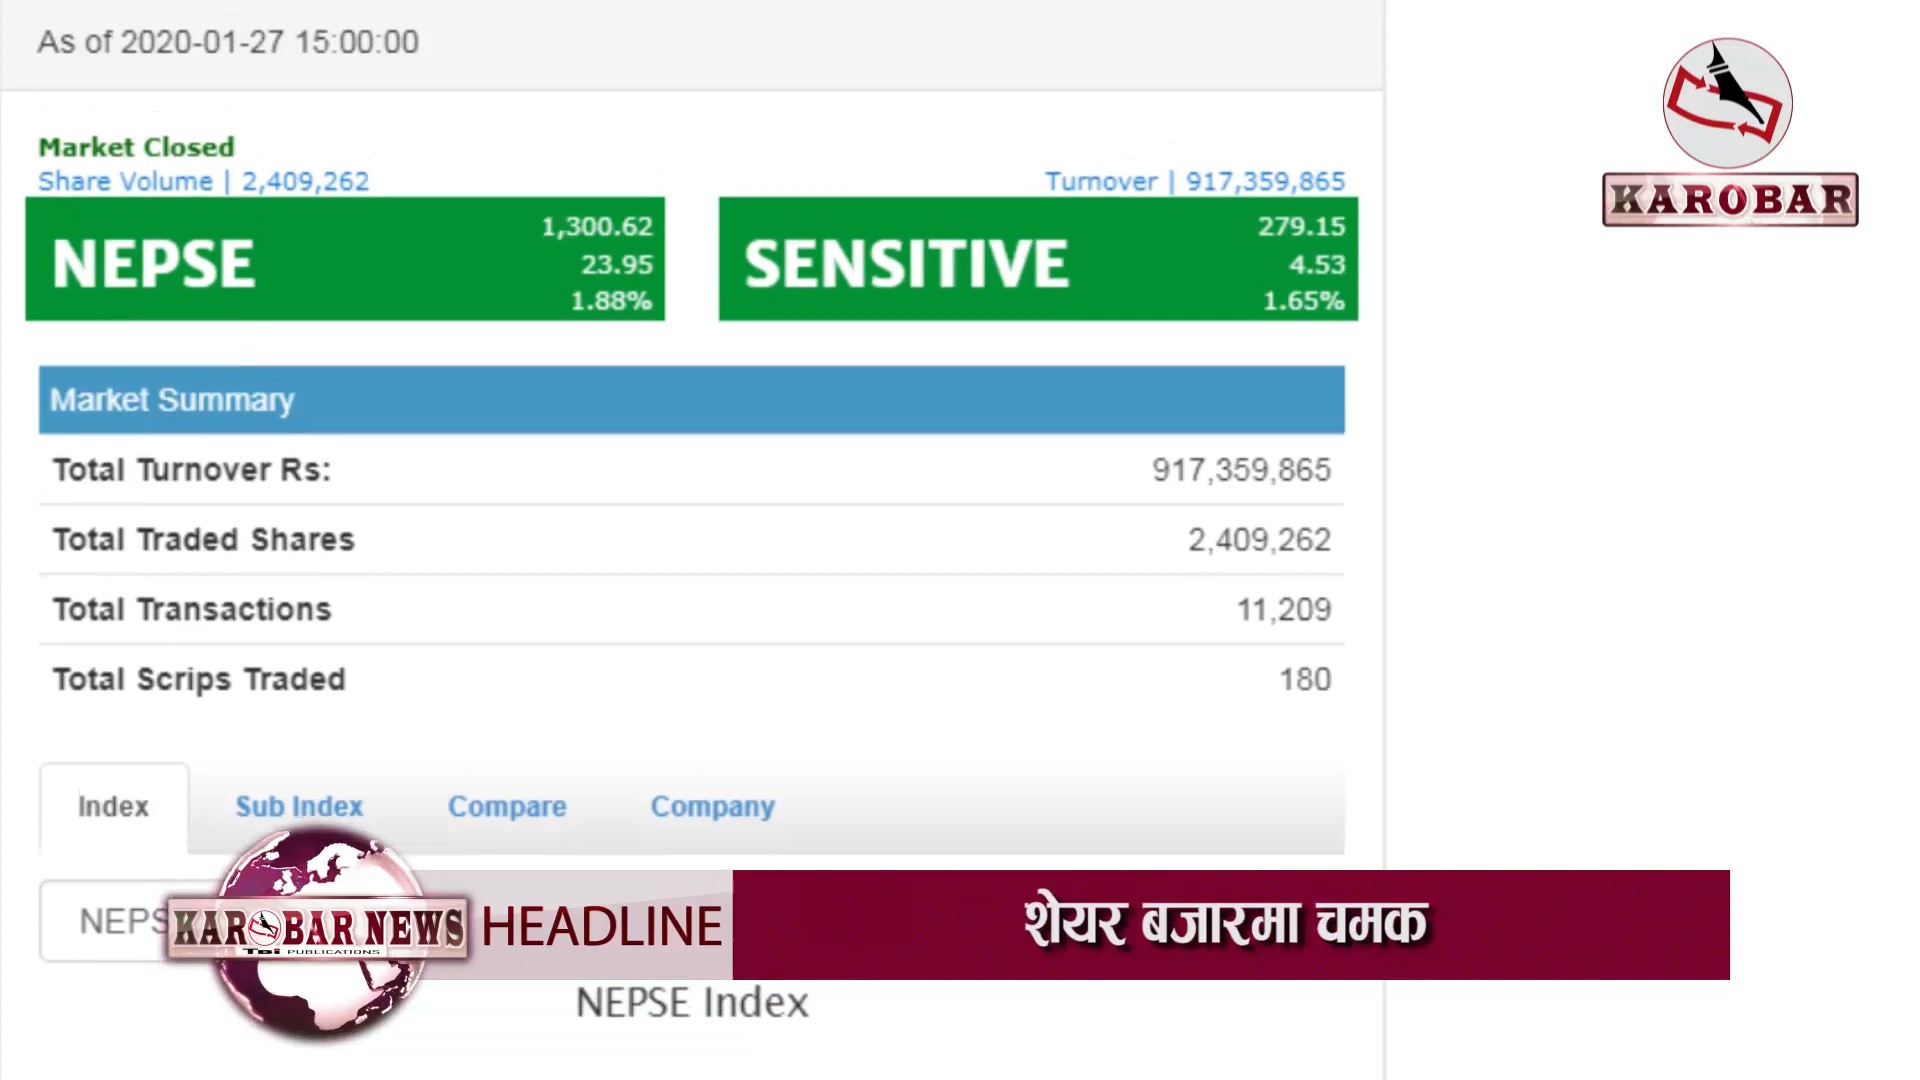 As of 2020-01-27 15:00:00
KAROBAR
Market Closed
Share Volume | 2,409,262
Turnover | 917,359,865
NEPSE
1,300.62
23.95
1.88%
SENSITIVE
279.15
4.53
1.65%
Market Summary
Total Turnover Rs: 917,359,865
Total Traded Shares 2,409,262
Total Transactions 11,209
Total Scrips Traded 180
Index Sub Index Compare Company
NEPS
KAROBAR NEWS
TBI PUBLICATIONS
HEADLINE
शेयर बजारमा चमक
NEPSE Index